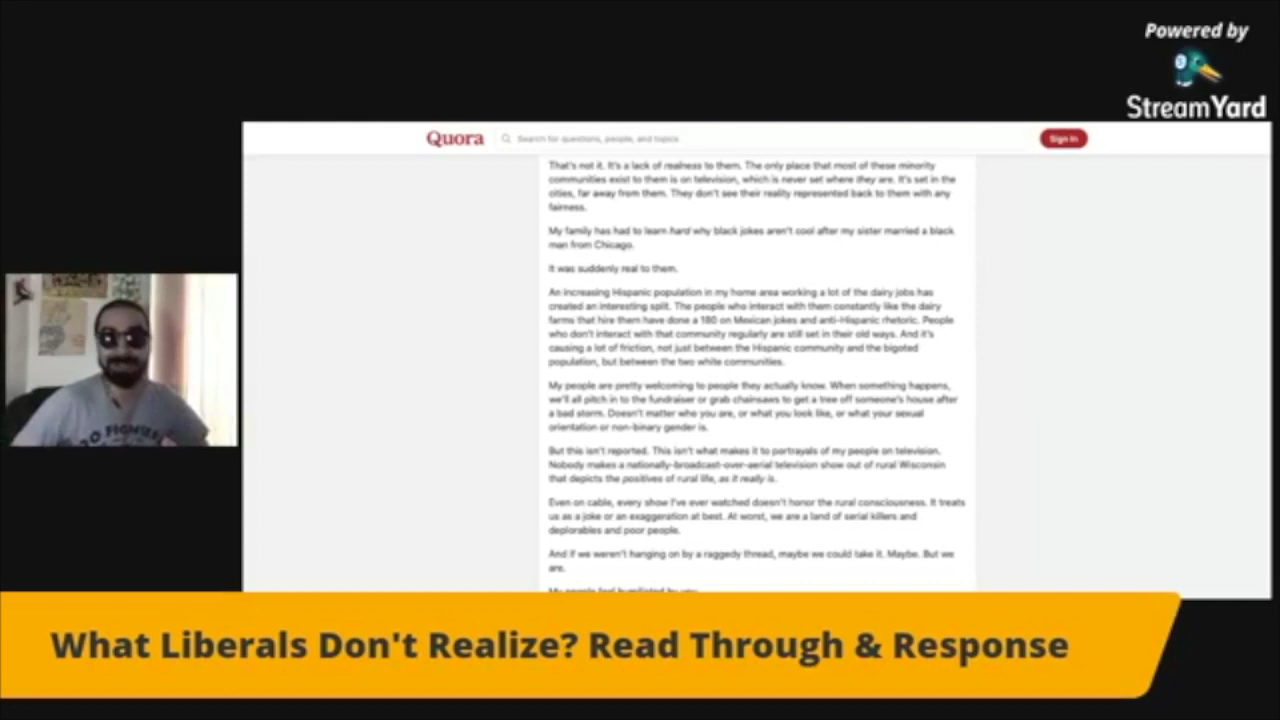 Powered by
StreamYard
Quora
Search for questions, people, and topics
Sign In
That's not it. It's a lack of realness to them. The only place that most of these minority
communities exist to them is on television, which is never set where they are. It's set in the
cities, far away from them. They don't see their reality represented back to them with any
fairness.
My family has had to learn hard why black jokes aren't cool after my sister married a black
man from Chicago.
It was suddenly real to them.
An increasing Hispanic population in my home area working a lot of the dairy jobs has
created an interesting split. The people who interact with them constantly like the dairy
farms that hire them have done a 180 on Mexican jokes and anti-Hispanic rhetoric. People
who don't interact with that community regularly are still set in their old ways. And it's
causing a lot of friction, not just between the Hispanic community and the bigoted
population, but between the two white communities.
My people are pretty welcoming to people they actually know. When something happens,
we'll all pitch in to the fundraiser or grab chainsaws to get a tree off someone's house after
a bad storm. Doesn't matter who you are, or what you look like, or what your sexual
orientation or non-binary gender is.
But this isn't reported. This isn't what makes it to portrayals of my people on television.
Nobody makes a nationally-broadcast-over-aerial television show out of rural Wisconsin
that depicts the positives of rural life, as it really is.
Even on cable, every show I've ever watched doesn't honor the rural consciousness. It treats
us as a joke or an exaggeration at best. At worst, we are a land of serial killers and
deplorables and poor people.
And if we weren't hanging on by a raggedy thread, maybe we could take it. Maybe. But we
are.
My people feel humiliated by you
What Liberals Don't Realize? Read Through & Response